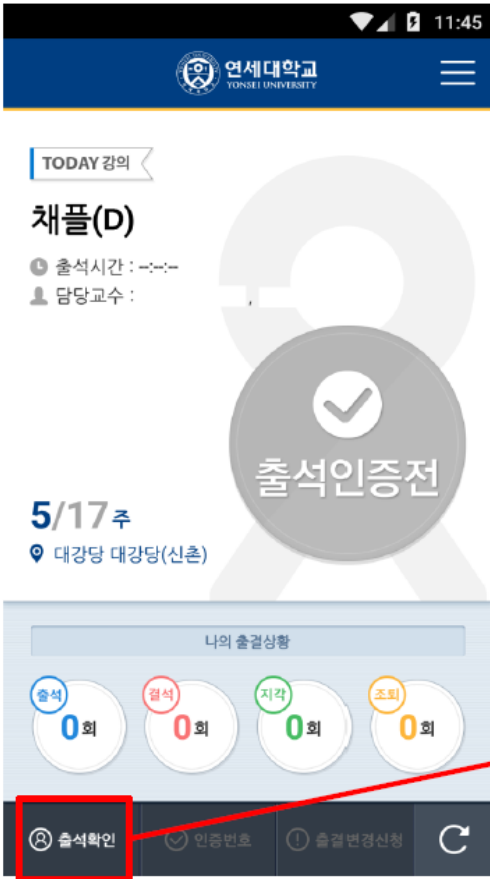 11:45
연세대학교
YONSEI UNIVERSITY
TODAY 강의
채플(D)
출석시간 : --:--:--
담당교수 : ,
출석인증전
5/17 주
대강당 대강당(신촌)
나의 출결상황
출석 결석 지각 조퇴
0 회 0 회 0 회 0 회
출석확인 인증번호 출결변경신청